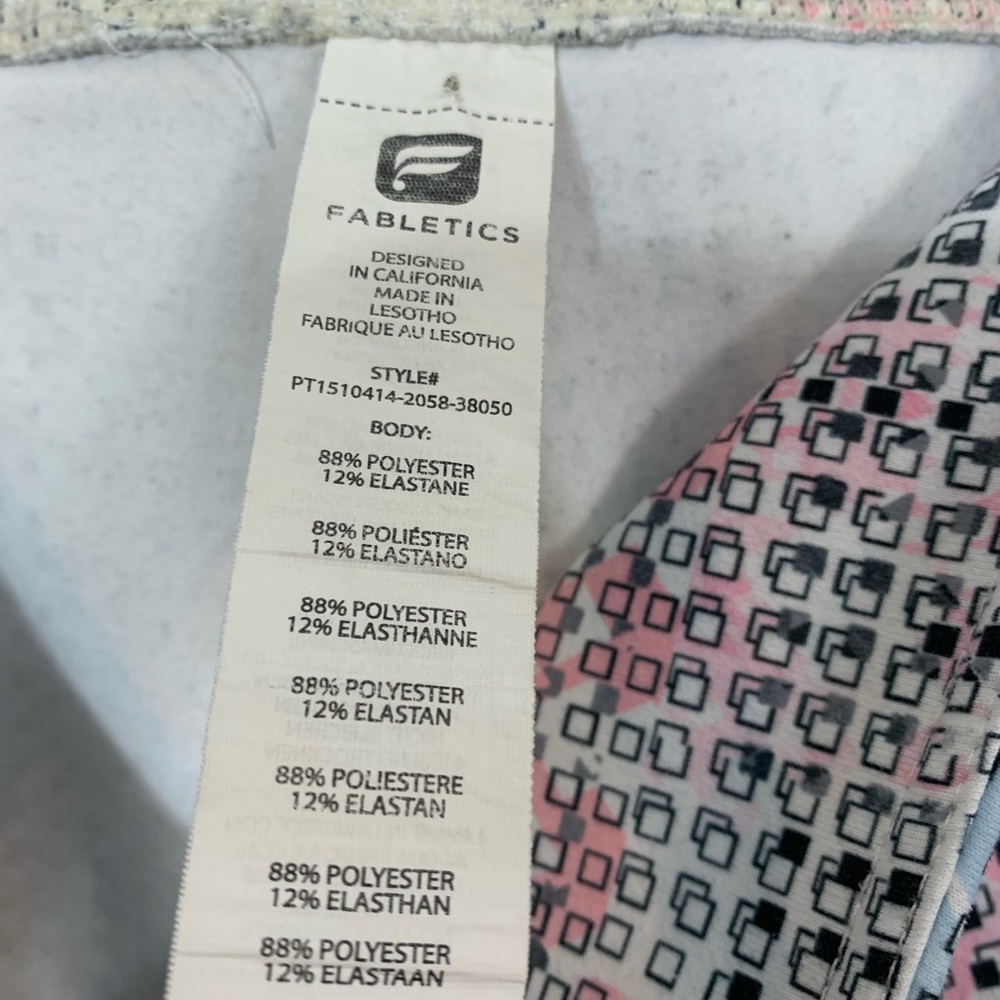 FABLETICS
DESIGNED
IN CALIFORNIA
MADE IN
LESOTHO
FABRIQUE AU LESOTHO
STYLE#
PT1510414-2058-38050
BODY:
88% POLYESTER
12% ELASTANE
88% POLIÉSTER
12% ELASTANO
88% POLYESTER
12% ELASTHANNE
88% POLYESTER
12% ELASTAN
88% POLIESTERE
12% ELASTAN
88% POLYESTER
12% ELASTHAN
88% POLYESTER
12% ELASTAAN